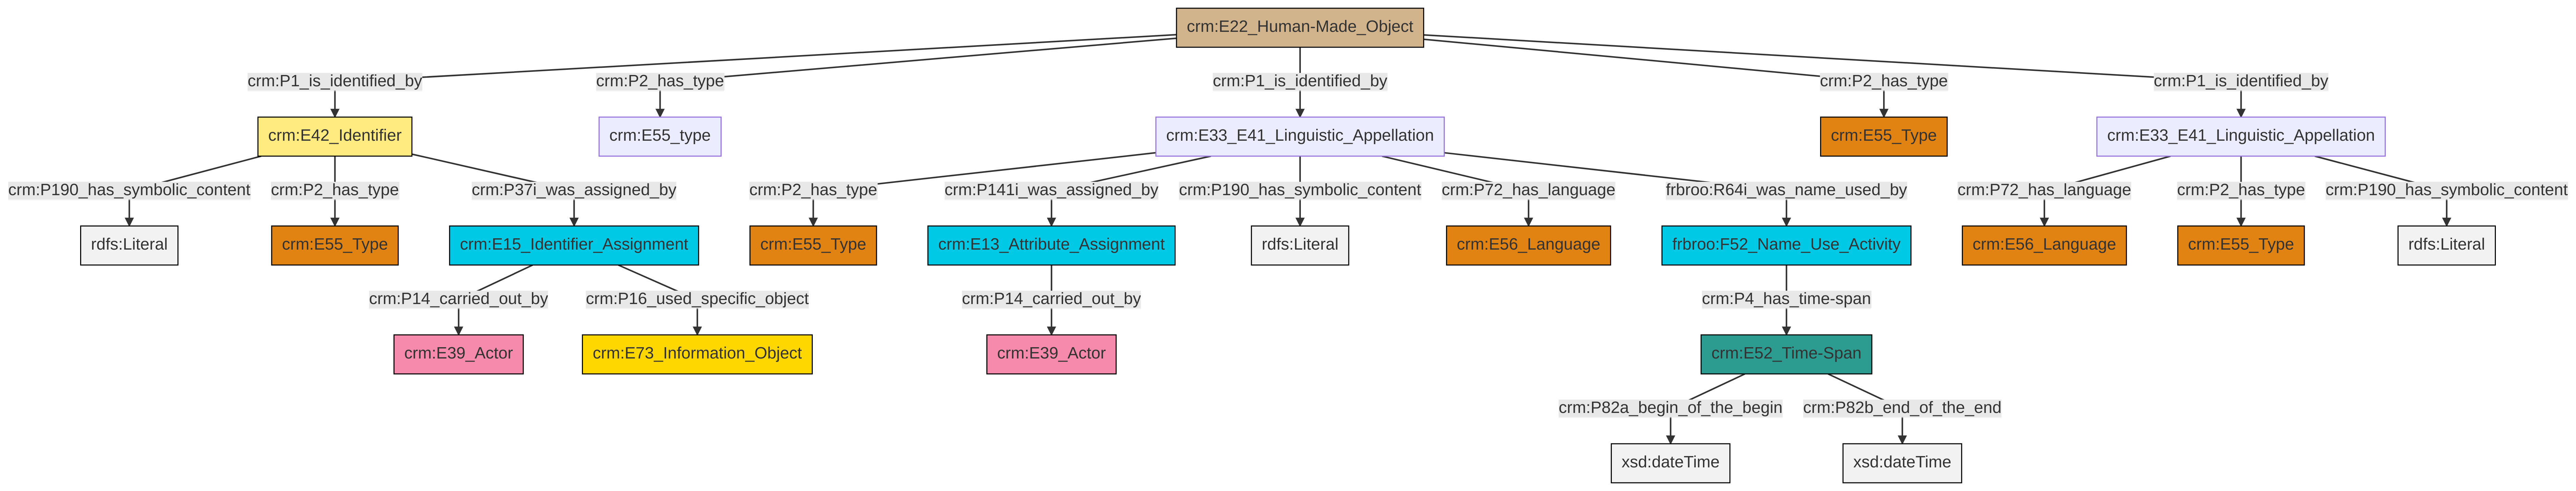 crm:E22_Human-Made_Object
crm:P1_is_identified_by
crm:P2_has_type
crm:P1_is_identified_by
crm:P2_has_type
crm:P1_is_identified_by
crm:E42_Identifier
crm:E55_type
crm:E33_E41_Linguistic_Appellation
crm:E55_Type
crm:E33_E41_Linguistic_Appellation
crm:P190_has_symbolic_content
crm:P2_has_type
crm:P37i_was_assigned_by
crm:P2_has_type
crm:P141i_was_assigned_by
crm:P190_has_symbolic_content
crm:P72_has_language
frbroo:R64i_was_name_used_by
crm:P72_has_language
crm:P2_has_type
crm:P190_has_symbolic_content
rdfs:Literal
crm:E55_Type
crm:E15_Identifier_Assignment
crm:E55_Type
crm:E13_Attribute_Assignment
rdfs:Literal
crm:E56_Language
frbroo:F52_Name_Use_Activity
crm:E56_Language
crm:E55_Type
rdfs:Literal
crm:P14_carried_out_by
crm:P16_used_specific_object
crm:P14_carried_out_by
crm:P4_has_time-span
crm:E39_Actor
crm:E73_Information_Object
crm:E39_Actor
crm:E52_Time-Span
crm:P82a_begin_of_the_begin
crm:P82b_end_of_the_end
xsd:dateTime
xsd:dateTime